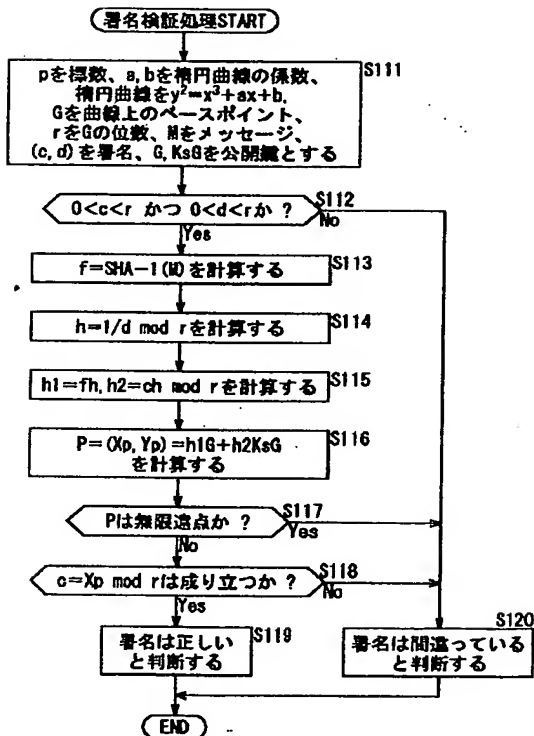 署名検証処理START
pを標数、a,bを楕円曲線の係数、
楕円曲線をy²=x³+ax+b,
Gを曲線上のベースポイント、
rをGの位数、Mをメッセージ、
(c,d)を署名、G,KsGを公開鍵とする
S111
0<c<r かつ 0<d<rか ?
S112
No
Yes
f=SHA-1(M)を計算する
S113
h=1/d mod rを計算する
S114
h1=fh,h2=ch mod rを計算する
S115
P=(Xp,Yp)=h1G+h2KsG
を計算する
S116
Pは無限遠点か ?
S117
Yes
No
c=Xp mod rは成り立つか ?
S118
No
Yes
署名は正しい
と判断する
S119
署名は間違っている
と判断する
S120
END